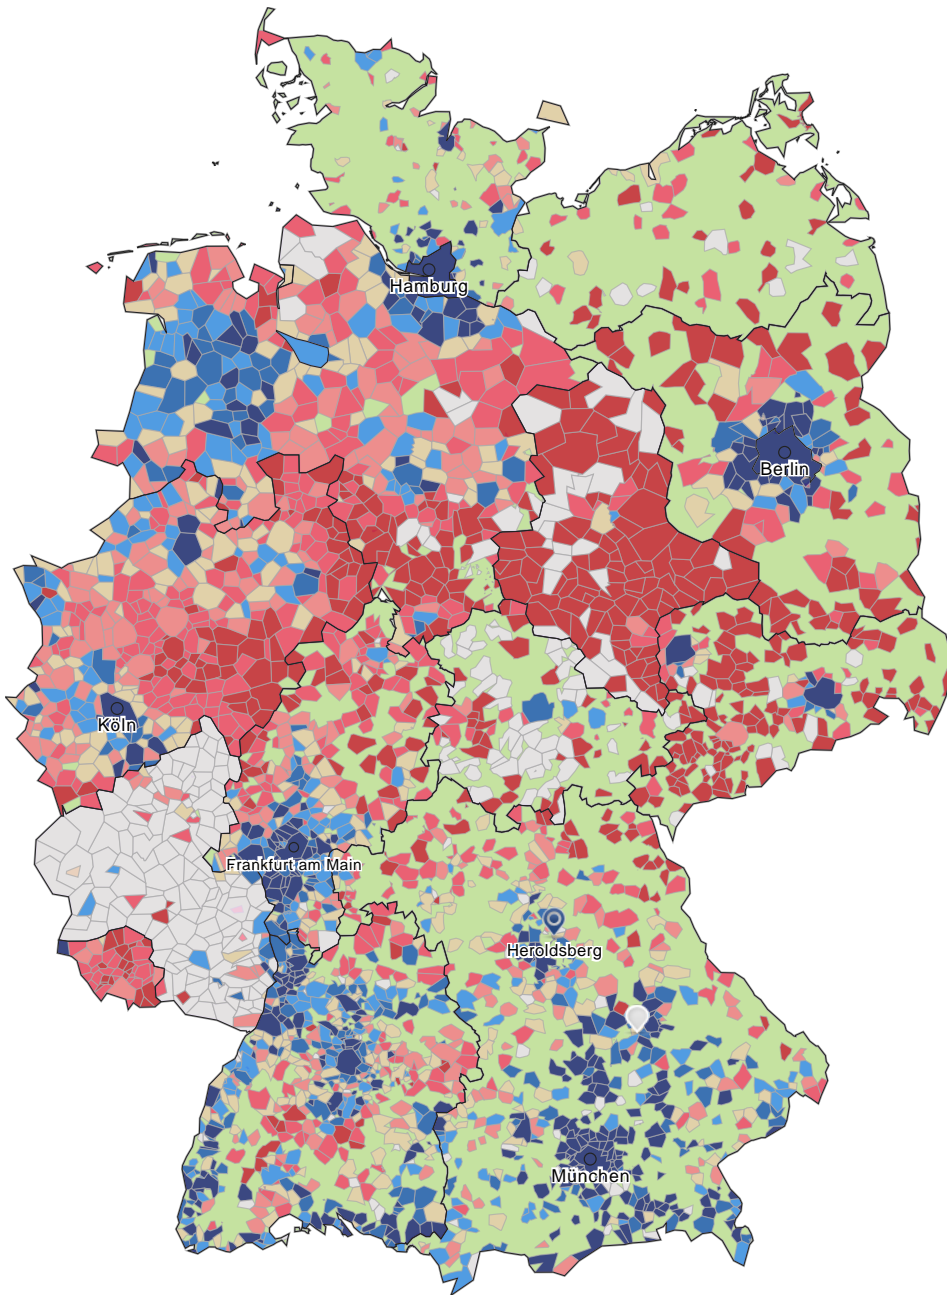 Hamburg
Berlin
Köln
Frankfurt am Main
Heroldsberg
München